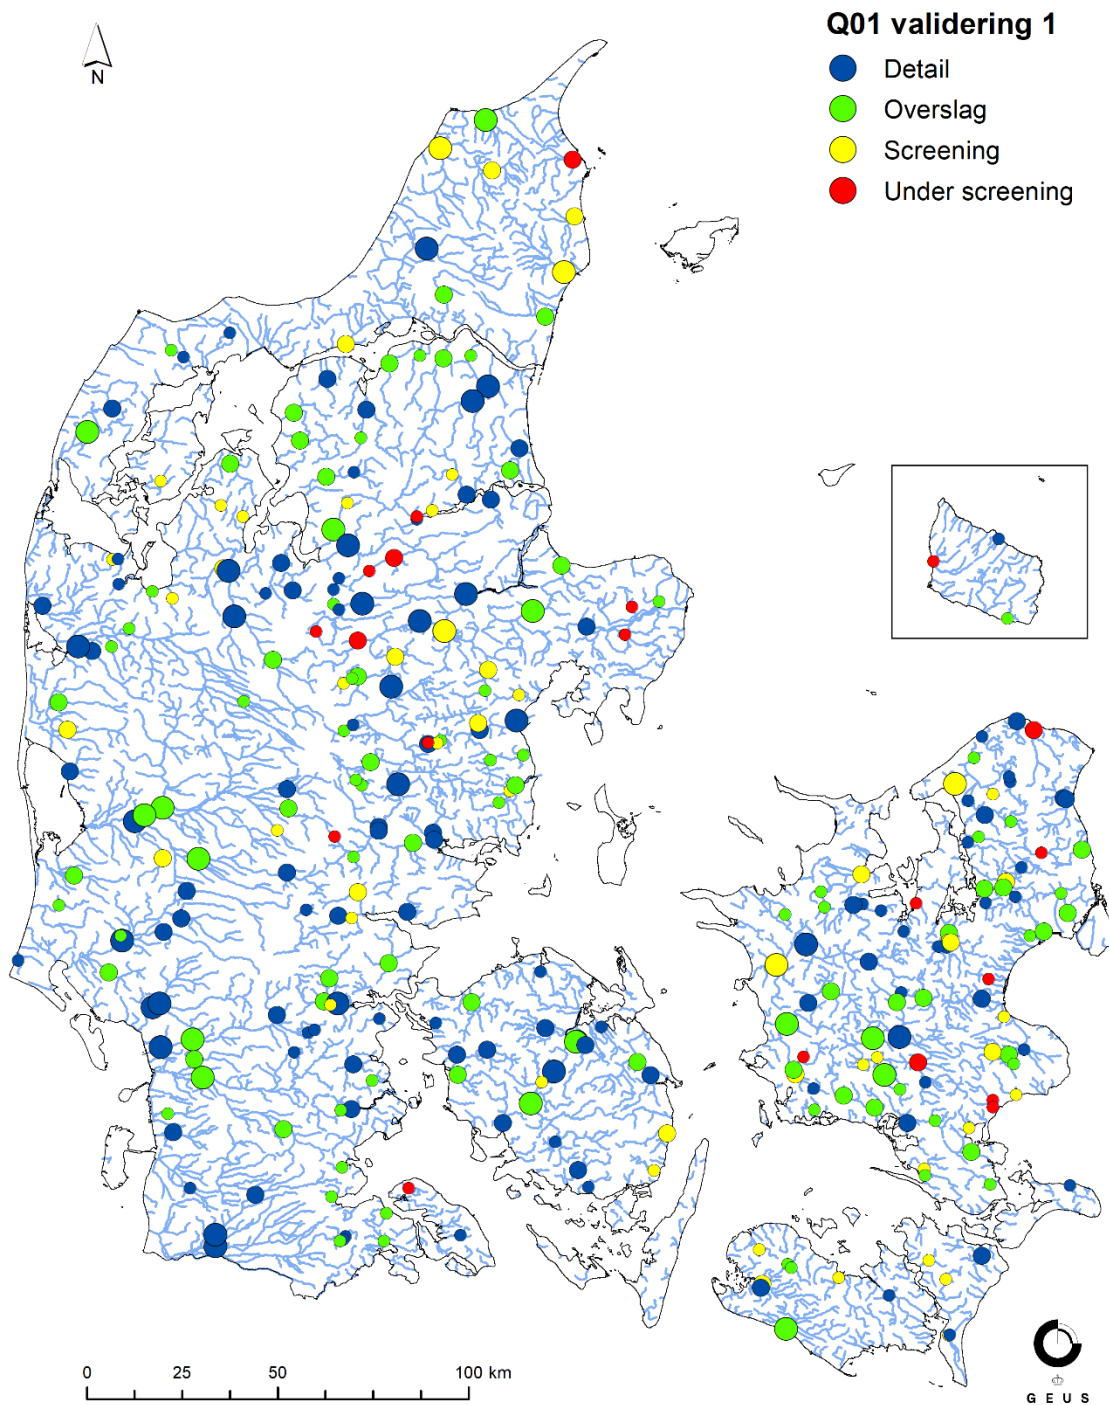 Q01 validering 1
Detail
Overslag
Screening
Under screening
N
0 25 50 100 km
G E U S